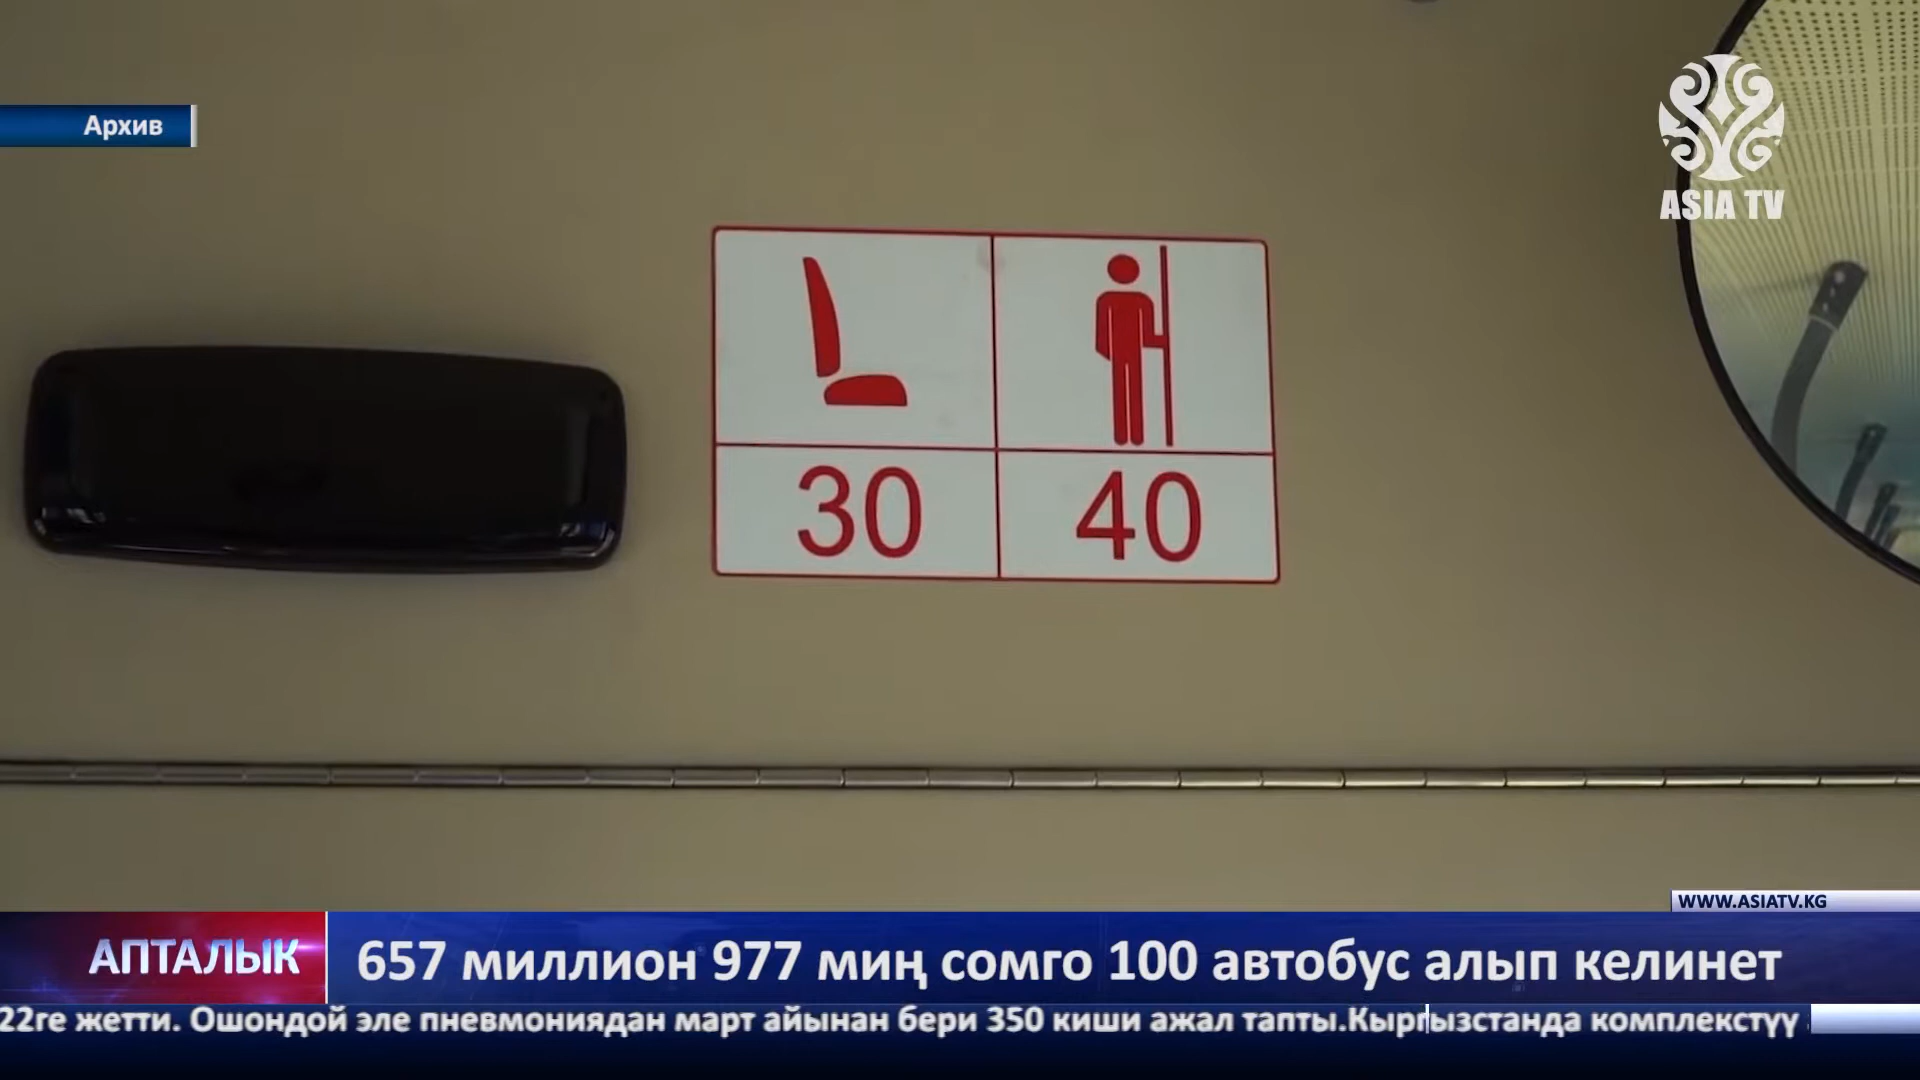 Архив
ASIA TV
30 40
WWW.ASIATV.KG
АПТАЛЫК
657 миллион 977 миң сомго 100 автобус алып келинет
22ге жетти. Ошондой эле пневмониядан март айынан бери 350 киши ажал тапты.Кыргызстанда комплекстүү